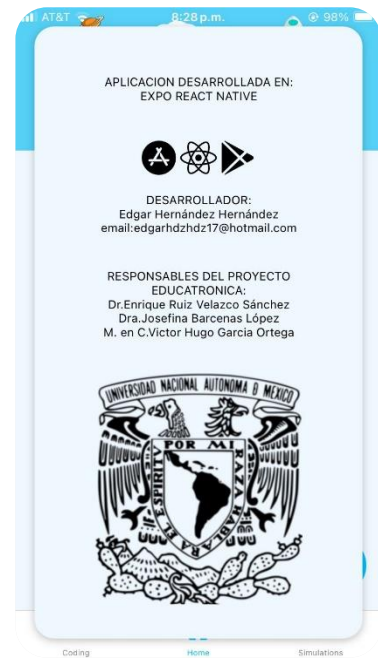 AT&T 8:28 p.m. 98%
APLICACION DESARROLLADA EN:
EXPO REACT NATIVE
DESARROLLADOR:
Edgar Hernández Hernández
email:edgarhdzhdz17@hotmail.com
RESPONSABLES DEL PROYECTO
EDUCATRONICA:
Dr.Enrique Ruiz Velazco Sánchez
Dra.Josefina Barcenas López
M. en C.Victor Hugo Garcia Ortega
UNIVERSIDAD NACIONAL AUTONOMA D MEXICO
POR MI RAZA HABLARA EL ESPIRITU
Coding Home Simulations